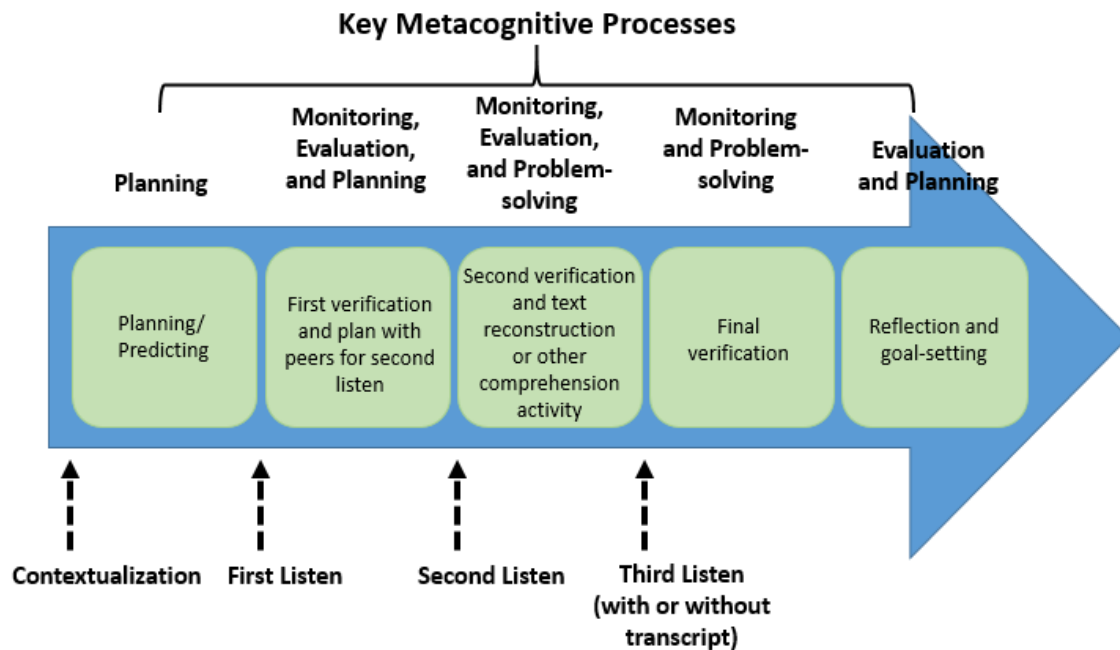 Key Metacognitive Processes
Planning
Monitoring,
Evaluation,
and Planning
Monitoring,
Evaluation,
and Problem-
solving
Monitoring
and Problem-
solving
Evaluation
and Planning
Planning/
Predicting
First verification
and plan with
peers for second
listen
Second verification
and text
reconstruction
or other
comprehension
activity
Final
verification
Reflection and
goal-setting
Contextualization
First Listen
Second Listen
Third Listen
(with or without
transcript)